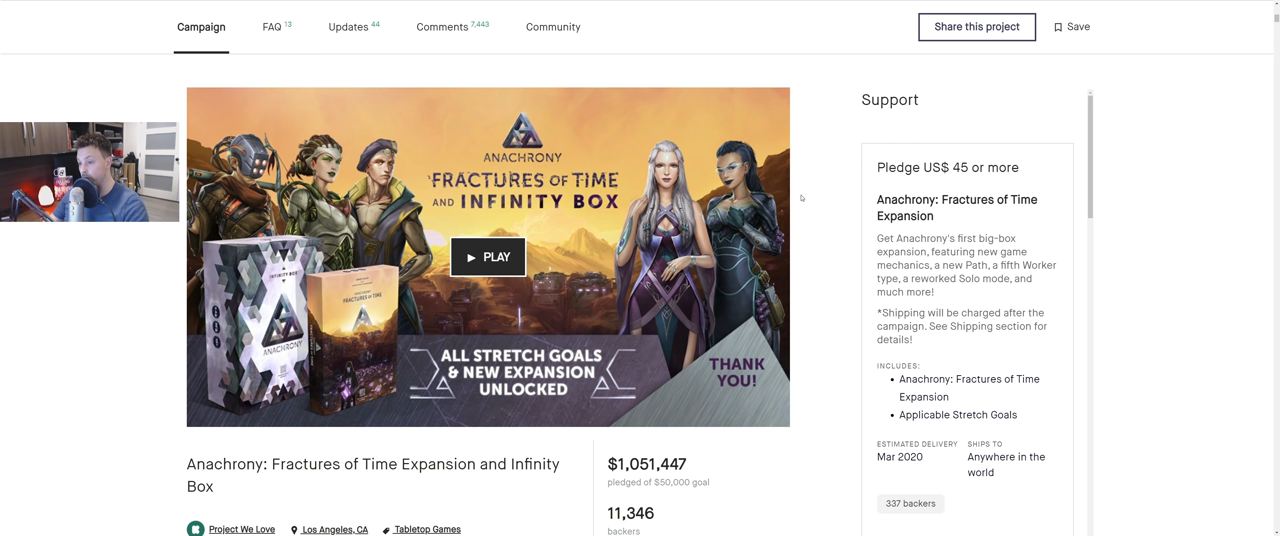 Campaign
FAQ 13
Updates 44
Comments 7,443
Community
Share this project
Save
ANACHRONY
FRACTURES OF TIME
AND INFINITY BOX
PLAY
INFINITY BOX
ANACHRONY
FRACTURES OF TIME
ALL STRETCH GOALS
& NEW EXPANSION
UNLOCKED
THANK
YOU!
Support
Pledge US$ 45 or more
Anachrony: Fractures of Time
Expansion
Get Anachrony's first big-box
expansion, featuring new game
mechanics, a new Path, a fifth Worker
type, a reworked Solo mode, and
much more!
*Shipping will be charged after the
campaign. See Shipping section for
details!
INCLUDES:
• Anachrony: Fractures of Time
Expansion
• Applicable Stretch Goals
ESTIMATED DELIVERY
Mar 2020
SHIPS TO
Anywhere in the
world
337 backers
Anachrony: Fractures of Time Expansion and Infinity
Box
Project We Love
Los Angeles, CA
Tabletop Games
$1,051,447
pledged of $50,000 goal
11,346
backers